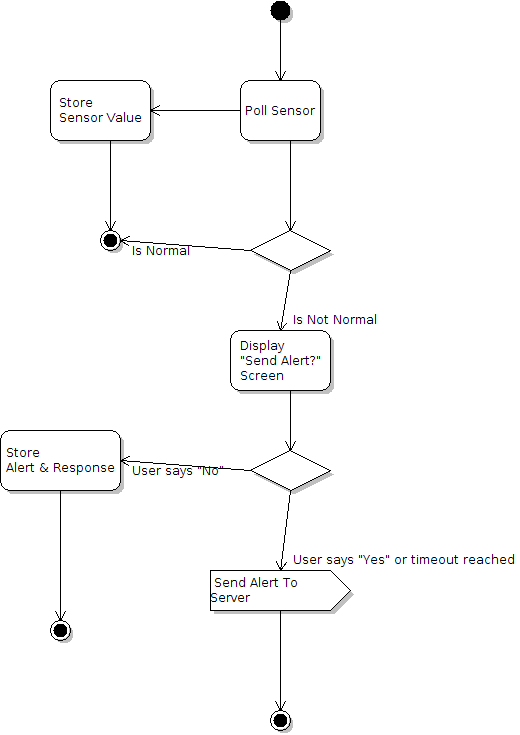 Store
Sensor Value
Poll Sensor
Is Normal
Is Not Normal
Display
"Send Alert?"
Screen
Store
Alert & Response
User says "No"
User says "Yes" or timeout reached
Send Alert To
Server